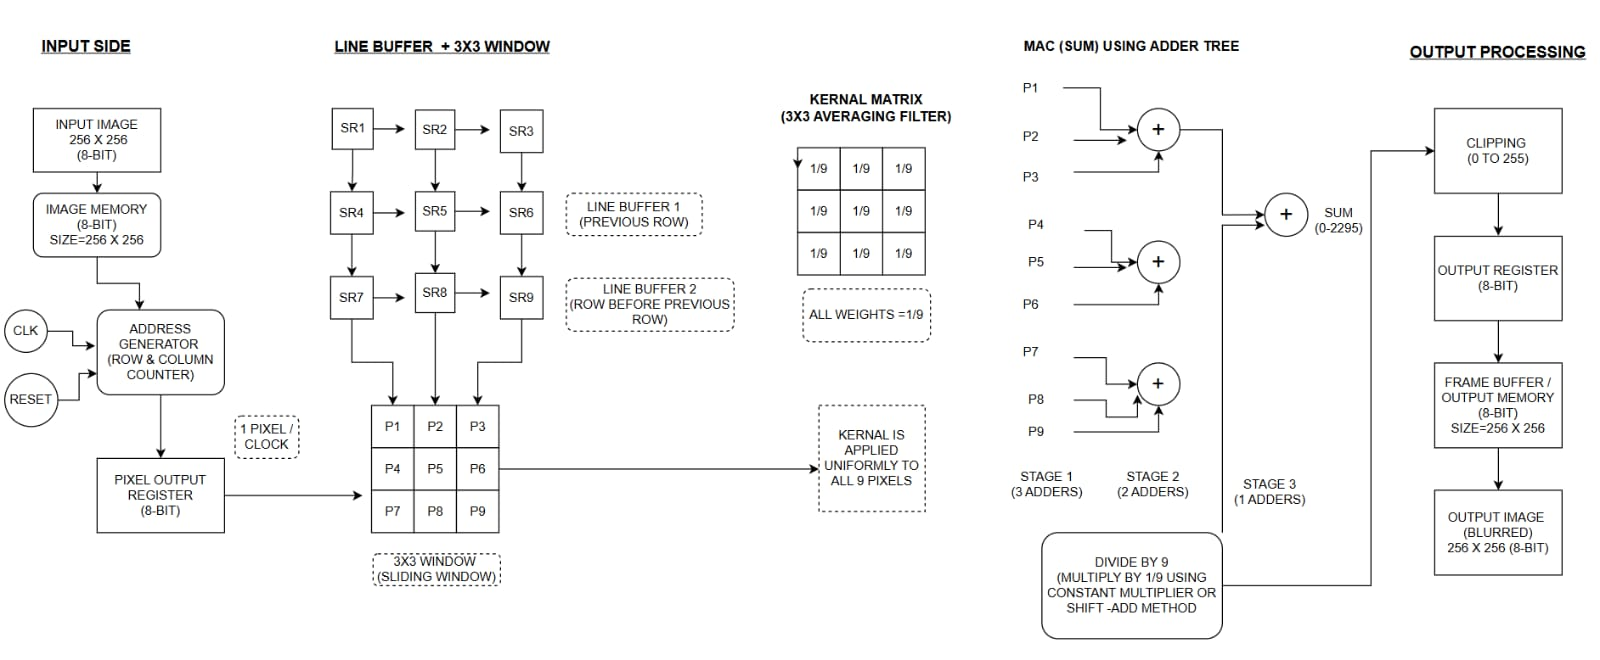 INPUT SIDE
INPUT IMAGE
256 X 256
(8-BIT)
IMAGE MEMORY
(8-BIT)
SIZE=256 X 256
CLK
RESET
ADDRESS
GENERATOR
(ROW & COLUMN
COUNTER)
1 PIXEL /
CLOCK
PIXEL OUTPUT
REGISTER
(8-BIT)
LINE BUFFER + 3X3 WINDOW
SR1
SR2
SR3
SR4
SR5
SR6
LINE BUFFER 1
(PREVIOUS ROW)
SR7
SR8
SR9
LINE BUFFER 2
(ROW BEFORE PREVIOUS
ROW)
P1 P2 P3
P4 P5 P6
P7 P8 P9
3X3 WINDOW
(SLIDING WINDOW)
KERNAL MATRIX
(3X3 AVERAGING FILTER)
1/9 1/9 1/9
1/9 1/9 1/9
1/9 1/9 1/9
ALL WEIGHTS =1/9
KERNAL IS
APPLIED
UNIFORMLY TO
ALL 9 PIXELS
MAC (SUM) USING ADDER TREE
P1
P2
P3
+
P4
P5
P6
+
P7
P8
P9
+
+
SUM
(0-2295)
STAGE 1
(3 ADDERS)
STAGE 2
(2 ADDERS)
STAGE 3
(1 ADDERS)
DIVIDE BY 9
(MULTIPLY BY 1/9 USING
CONSTANT MULTIPLIER OR
SHIFT -ADD METHOD
OUTPUT PROCESSING
CLIPPING
(0 TO 255)
OUTPUT REGISTER
(8-BIT)
FRAME BUFFER /
OUTPUT MEMORY
(8-BIT)
SIZE=256 X 256
OUTPUT IMAGE
(BLURRED)
256 X 256 (8-BIT)